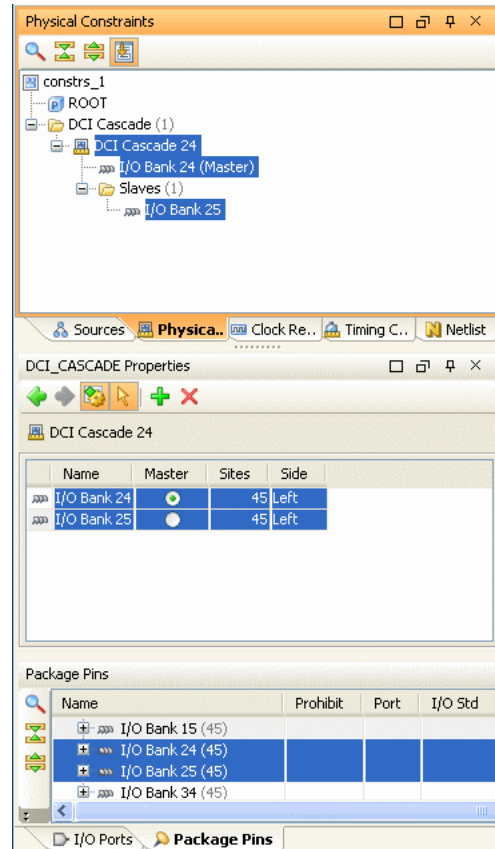 Physical Constraints
constrs_1
ROOT
DCI Cascade (1)
DCI Cascade 24
I/O Bank 24 (Master)
Slaves (1)
I/O Bank 25
Sources Physica.. Clock Re.. Timing C.. Netlist
DCI_CASCADE Properties
DCI Cascade 24
Name Master Sites Side
I/O Bank 24 45 Left
I/O Bank 25 45 Left
Package Pins
Name Prohibit Port I/O Std
I/O Bank 15 (45)
I/O Bank 24 (45)
I/O Bank 25 (45)
I/O Bank 34 (45)
I/O Ports Package Pins